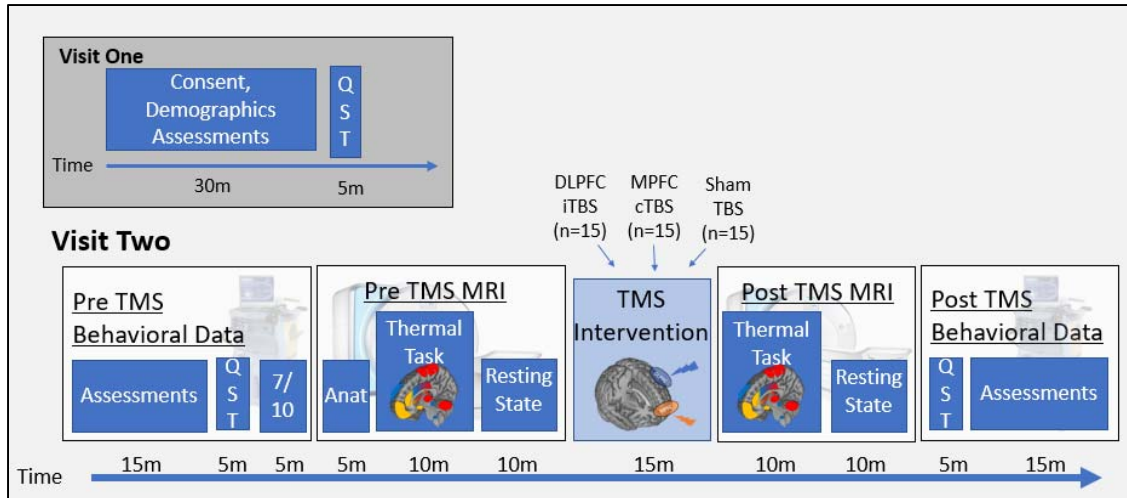 Visit One
Consent,
Demographics
Assessments
Q
S
T
Time
30m
5m
DLPFC
iTBS
(n=15)
MPFC
cTBS
(n=15)
Sham
TBS
(n=15)
Visit Two
Pre TMS
Behavioral Data
Assessments
Q
S
T
7/
10
Pre TMS MRI
Anat
Thermal
Task
Resting
State
TMS
Intervention
Post TMS MRI
Thermal
Task
Resting
State
Post TMS
Behavioral Data
Q
S
T
Assessments
Time
15m
5m
5m
5m
10m
10m
15m
10m
10m
5m
15m